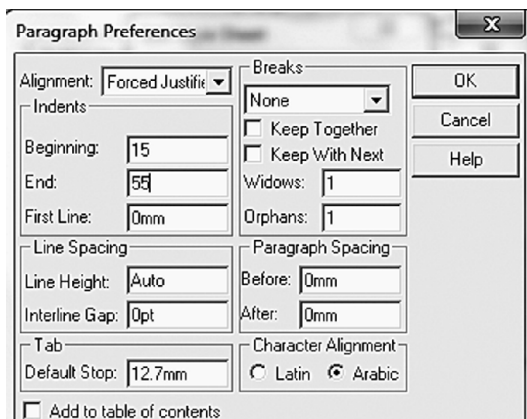 Paragraph Preferences
Alignment: Forced Justifie
Indents
Beginning: 15
End: 55
First Line: 0mm
Line Spacing
Line Height: Auto
Interline Gap: 0pt
Tab
Default Stop: 12.7mm
Add to table of contents
Breaks
None
Keep Together
Keep With Next
Widows: 1
Orphans: 1
Paragraph Spacing
Before: 0mm
After: 0mm
Character Alignment
Latin Arabic
OK
Cancel
Help